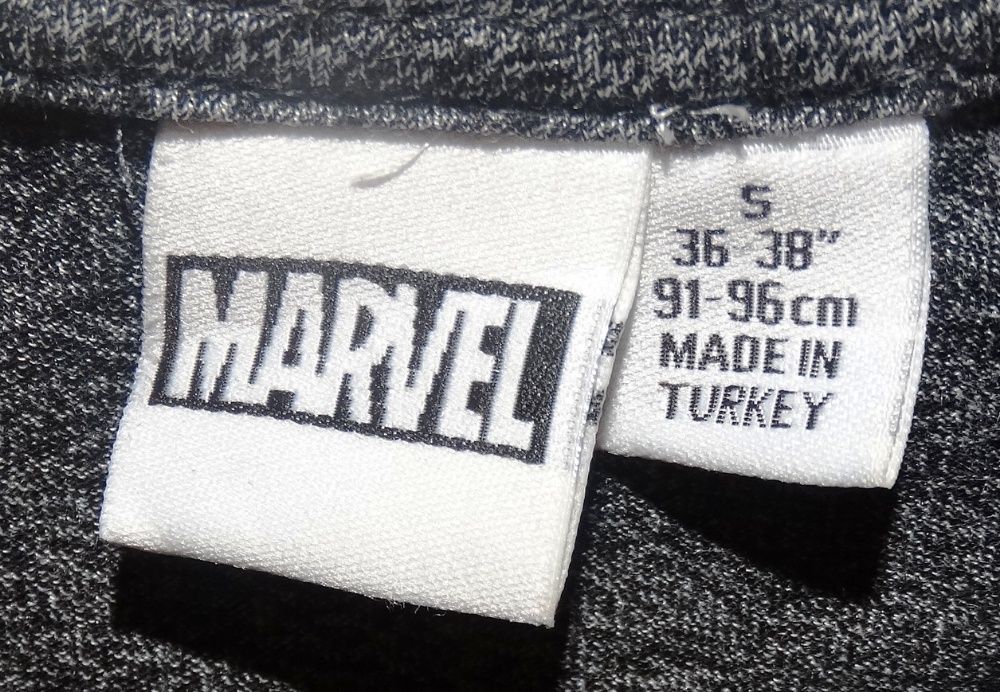 MARVEL
S
36 38"
91-96cm
MADE IN
TURKEY